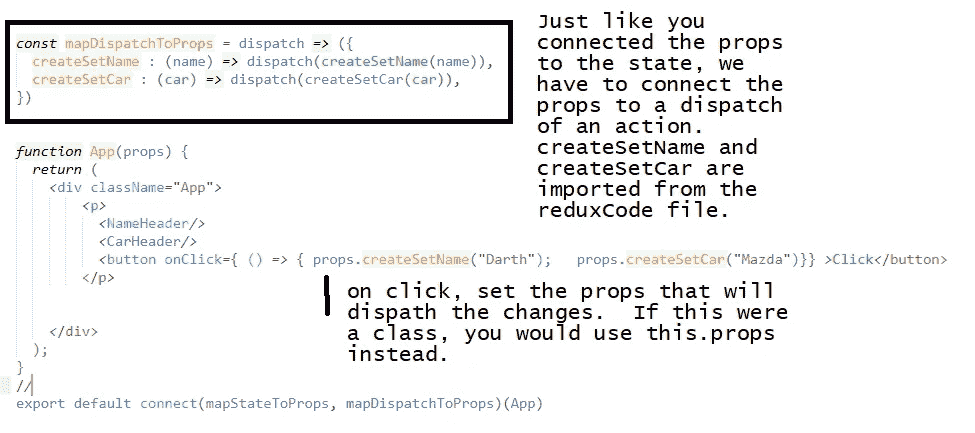 const mapDispatchToProps = dispatch => ({
createSetName : (name) => dispatch(createSetName(name)),
createSetCar : (car) => dispatch(createSetCar(car)),
})
Just like you
connected the props
to the state, we
have to connect the
props to a dispatch
of an action.
createSetName and
createSetCar are
imported from the
reduxCode file.
function App(props) {
return (
<div className="App">
<p>
<NameHeader/>
<CarHeader/>
<button onClick={ () => { props.createSetName("Darth"); props.createSetCar("Mazda")}} >Click</button>
</p>
on click, set the props that will
dispath the changes. If this were
a class, you would use this.props
instead.
</div>
);
}
//
export default connect(mapStateToProps, mapDispatchToProps)(App)